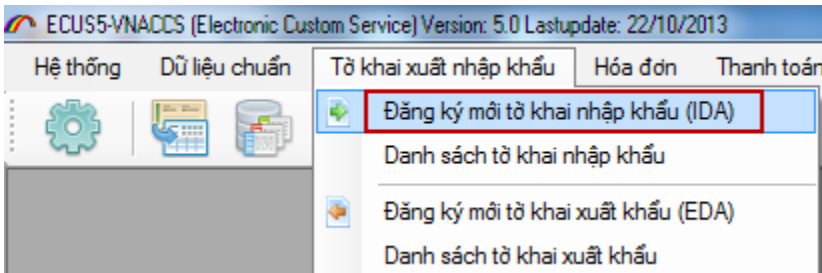 ECUS5-VNACCS (Electronic Custom Service) Version: 5.0 Lastupdate: 22/10/2013
Hệ thống Dữ liệu chuẩn Tờ khai xuất nhập khẩu Hóa đơn Thanh toán
Đăng ký mới tờ khai nhập khẩu (IDA)
Danh sách tờ khai nhập khẩu
Đăng ký mới tờ khai xuất khẩu (EDA)
Danh sách tờ khai xuất khẩu